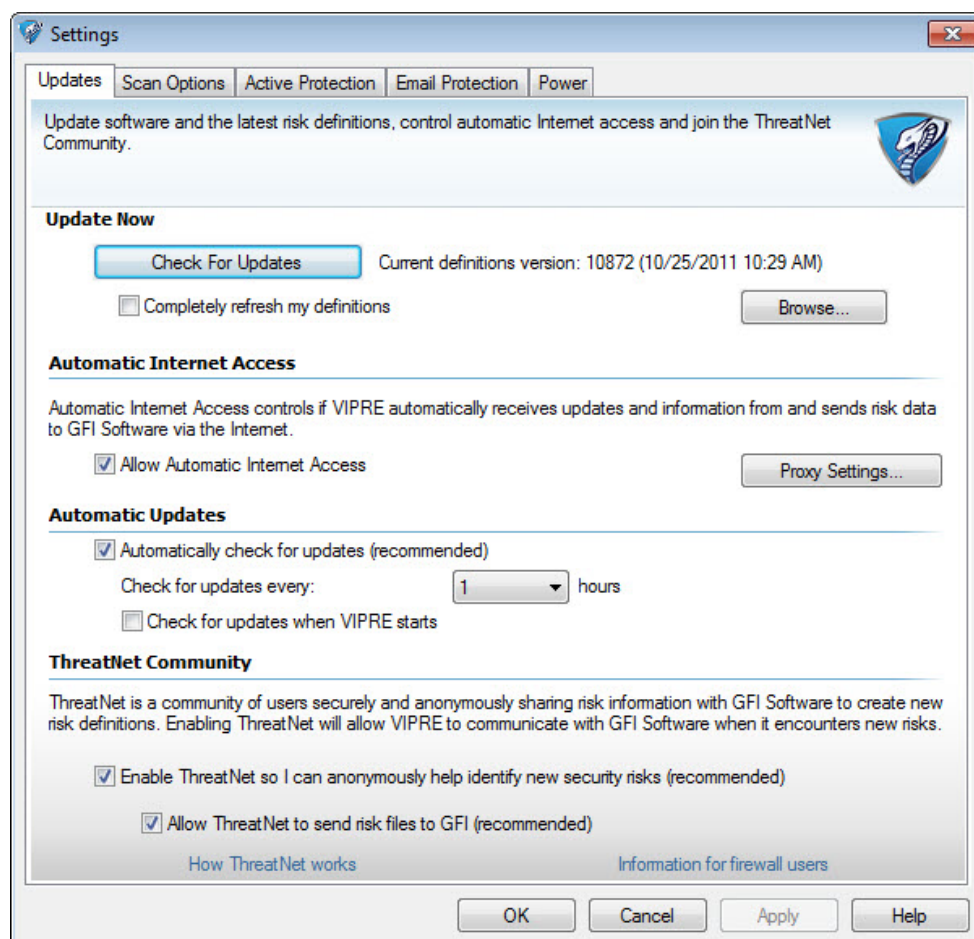 Settings
Updates Scan Options Active Protection Email Protection Power
Update software and the latest risk definitions, control automatic Internet access and join the ThreatNet
Community.
Update Now
Check For Updates Current definitions version: 10872 (10/25/2011 10:29 AM)
Completely refresh my definitions Browse...
Automatic Internet Access
Automatic Internet Access controls if VIPRE automatically receives updates and information from and sends risk data
to GFI Software via the Internet.
Allow Automatic Internet Access Proxy Settings...
Automatic Updates
Automatically check for updates (recommended)
Check for updates every: 1 hours
Check for updates when VIPRE starts
ThreatNet Community
ThreatNet is a community of users securely and anonymously sharing risk information with GFI Software to create new
risk definitions. Enabling ThreatNet will allow VIPRE to communicate with GFI Software when it encounters new risks.
Enable ThreatNet so I can anonymously help identify new security risks (recommended)
Allow ThreatNet to send risk files to GFI (recommended)
How ThreatNet works Information for firewall users
OK Cancel Apply Help